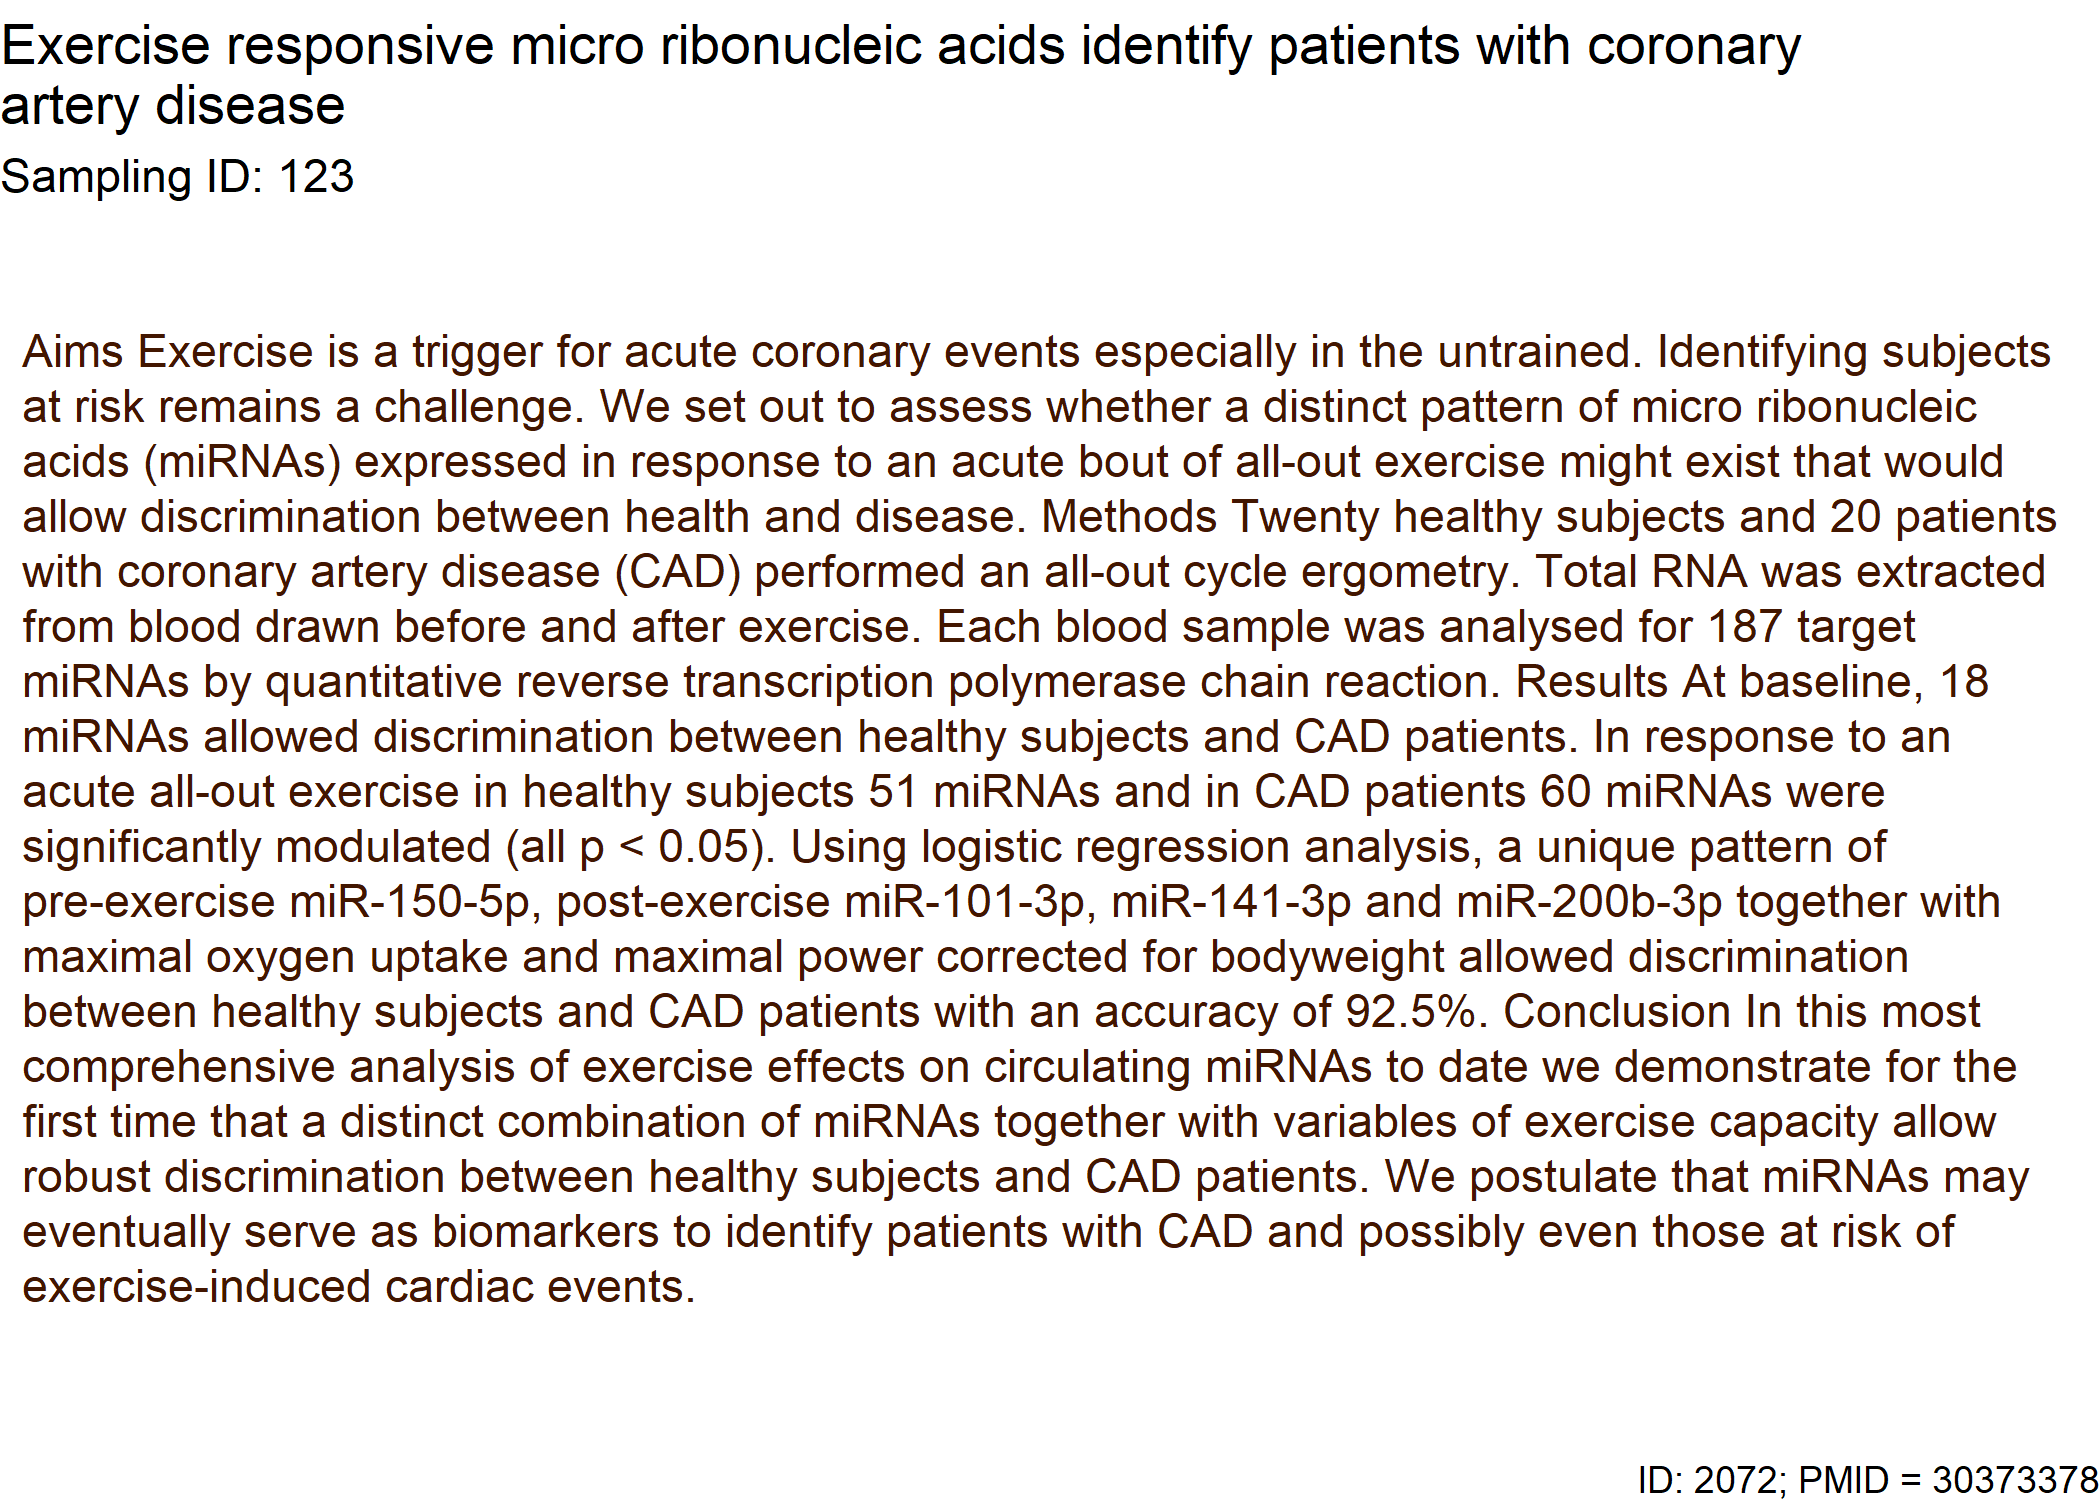 Exercise responsive micro ribonucleic acids identify patients with coronary
artery disease
Sampling ID: 123
Aims Exercise is a trigger for acute coronary events especially in the untrained. Identifying subjects
at risk remains a challenge. We set out to assess whether a distinct pattern of micro ribonucleic
acids (miRNAs) expressed in response to an acute bout of all-out exercise might exist that would
allow discrimination between health and disease. Methods Twenty healthy subjects and 20 patients
with coronary artery disease (CAD) performed an all-out cycle ergometry. Total RNA was extracted
from blood drawn before and after exercise. Each blood sample was analysed for 187 target
miRNAs by quantitative reverse transcription polymerase chain reaction. Results At baseline, 18
miRNAs allowed discrimination between healthy subjects and CAD patients. In response to an
acute all-out exercise in healthy subjects 51 miRNAs and in CAD patients 60 miRNAs were
significantly modulated (all p < 0.05). Using logistic regression analysis, a unique pattern of
pre-exercise miR-150-5p, post-exercise miR-101-3p, miR-141-3p and miR-200b-3p together with
maximal oxygen uptake and maximal power corrected for bodyweight allowed discrimination
between healthy subjects and CAD patients with an accuracy of 92.5%. Conclusion In this most
comprehensive analysis of exercise effects on circulating miRNAs to date we demonstrate for the
first time that a distinct combination of miRNAs together with variables of exercise capacity allow
robust discrimination between healthy subjects and CAD patients. We postulate that miRNAs may
eventually serve as biomarkers to identify patients with CAD and possibly even those at risk of
exercise-induced cardiac events.
ID: 2072; PMID = 30373378